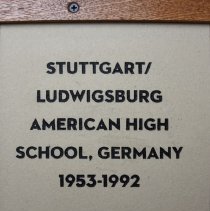 STUTTGART/
LUDWIGSBURG
AMERICAN HIGH
SCHOOL, GERMANY
1953-1992